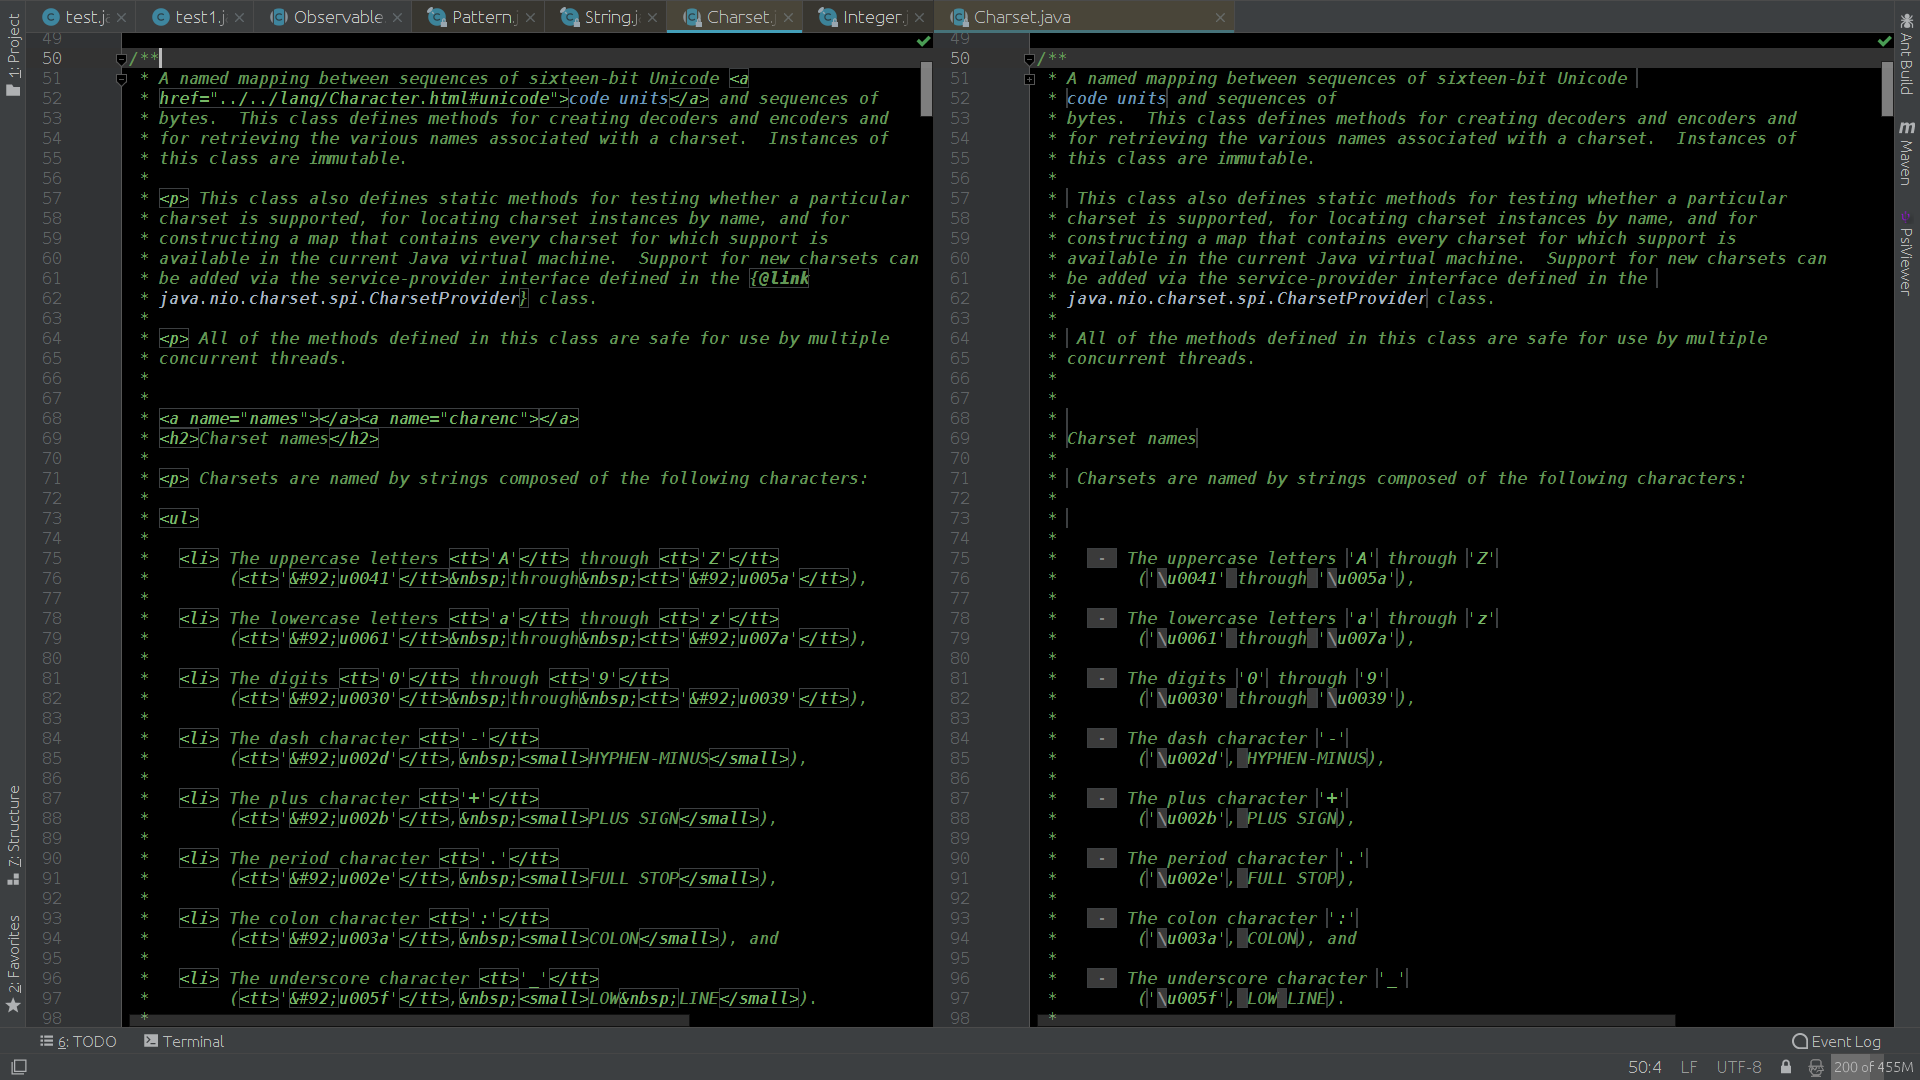 test.ja
test1.j
Observable.
Pattern.j
String.j
Charset.j
Integer.j
Charset.java
1: Project
7: Structure
2: Favorites
49
50 /**
51 * A named mapping between sequences of sixteen-bit Unicode <a
52 * href="../../lang/Character.html#unicode">code units</a> and sequences of
53 * bytes.  This class defines methods for creating decoders and encoders and
54 * for retrieving the various names associated with a charset.  Instances of
55 * this class are immutable.
56 *
57 * <p> This class also defines static methods for testing whether a particular
58 * charset is supported, for locating charset instances by name, and for
59 * constructing a map that contains every charset for which support is
60 * available in the current Java virtual machine.  Support for new charsets can
61 * be added via the service-provider interface defined in the {@link
62 * java.nio.charset.spi.CharsetProvider} class.
63 *
64 * <p> All of the methods defined in this class are safe for use by multiple
65 * concurrent threads.
66 *
67 *
68 * <a name="names"></a><a name="charenc"></a>
69 * <h2>Charset names</h2>
70 *
71 * <p> Charsets are named by strings composed of the following characters:
72 *
73 * <ul>
74 *
75 *   <li> The uppercase letters <tt>'A'</tt> through <tt>'Z'</tt>
76 *        (<tt>'&#92;u0041'</tt>&nbsp;through&nbsp;<tt>'&#92;u005a'</tt>),
77 *
78 *   <li> The lowercase letters <tt>'a'</tt> through <tt>'z'</tt>
79 *        (<tt>'&#92;u0061'</tt>&nbsp;through&nbsp;<tt>'&#92;u007a'</tt>),
80 *
81 *   <li> The digits <tt>'0'</tt> through <tt>'9'</tt>
82 *        (<tt>'&#92;u0030'</tt>&nbsp;through&nbsp;<tt>'&#92;u0039'</tt>),
83 *
84 *   <li> The dash character <tt>'-'</tt>
85 *        (<tt>'&#92;u002d'</tt>,&nbsp;<small>HYPHEN-MINUS</small>),
86 *
87 *   <li> The plus character <tt>'+'</tt>
88 *        (<tt>'&#92;u002b'</tt>,&nbsp;<small>PLUS SIGN</small>),
89 *
90 *   <li> The period character <tt>'.'</tt>
91 *        (<tt>'&#92;u002e'</tt>,&nbsp;<small>FULL STOP</small>),
92 *
93 *   <li> The colon character <tt>':'</tt>
94 *        (<tt>'&#92;u003a'</tt>,&nbsp;<small>COLON</small>), and
95 *
96 *   <li> The underscore character <tt>'_'</tt>
97 *        (<tt>'&#92;u005f'</tt>,&nbsp;<small>LOW&nbsp;LINE</small>).
98 *
49
50 /**
51 * A named mapping between sequences of sixteen-bit Unicode
52 * code units and sequences of
53 * bytes.  This class defines methods for creating decoders and encoders and
54 * for retrieving the various names associated with a charset.  Instances of
55 * this class are immutable.
56 *
57 * This class also defines static methods for testing whether a particular
58 * charset is supported, for locating charset instances by name, and for
59 * constructing a map that contains every charset for which support is
60 * available in the current Java virtual machine.  Support for new charsets can
61 * be added via the service-provider interface defined in the
62 * java.nio.charset.spi.CharsetProvider class.
63 *
64 * All of the methods defined in this class are safe for use by multiple
65 * concurrent threads.
66 *
67 *
68 *
69 * Charset names
70 *
71 * Charsets are named by strings composed of the following characters:
72 *
73 *
74 *
75 *   - The uppercase letters 'A' through 'Z'
76 *        ('\u0041' through '\u005a'),
77 *
78 *   - The lowercase letters 'a' through 'z'
79 *        ('\u0061' through '\u007a'),
80 *
81 *   - The digits '0' through '9'
82 *        ('\u0030' through '\u0039'),
83 *
84 *   - The dash character '-'
85 *        ('\u002d', HYPHEN-MINUS),
86 *
87 *   - The plus character '+'
88 *        ('\u002b', PLUS SIGN),
89 *
90 *   - The period character '.'
91 *        ('\u002e', FULL STOP),
92 *
93 *   - The colon character ':'
94 *        ('\u003a', COLON), and
95 *
96 *   - The underscore character '_'
97 *        ('\u005f', LOW LINE).
98 *
Ant Build
m Maven
PsiViewer
6: TODO
Terminal
Event Log
50:4
LF
UTF-8
200 of 455M